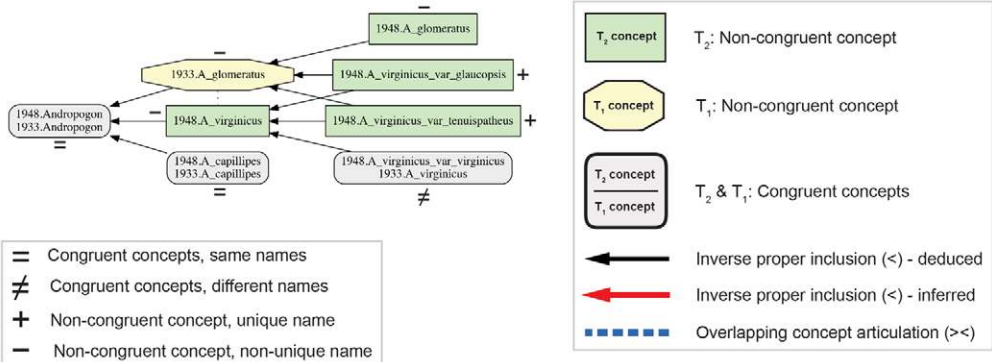 −
1948.A_glomeratus
−
1933.A_glomeratus
1948.A_virginicus_var_glaucopsis +
1948.Andropogon
1933.Andropogon
=
− 1948.A_virginicus
1948.A_virginicus_var_tenuispatheus +
1948.A_capillipes
1933.A_capillipes
=
1948.A_virginicus_var_virginicus
1933.A_virginicus
≠
= Congruent concepts, same names
≠ Congruent concepts, different names
+ Non-congruent concept, unique name
− Non-congruent concept, non-unique name
T2 concept T2: Non-congruent concept
T1 concept T1: Non-congruent concept
T2 concept
T1 concept
T2 & T1: Congruent concepts
Inverse proper inclusion (<) - deduced
Inverse proper inclusion (<) - inferred
Overlapping concept articulation (><)